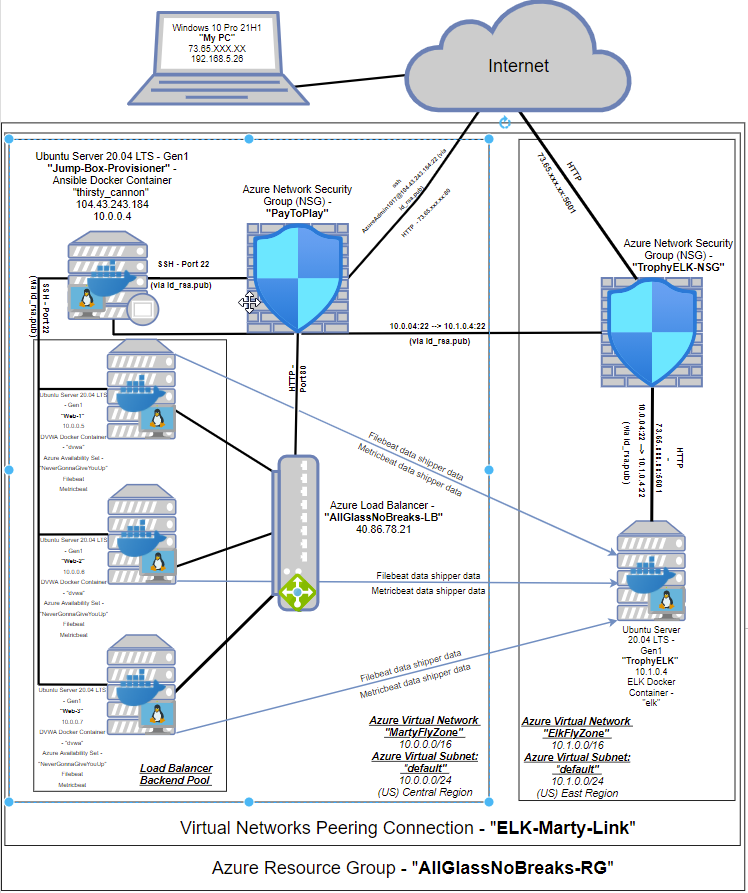 Windows 10 Pro 21H1
"My PC"
73.65.XXX.XX
192.168.5.26
Internet
Ubuntu Server 20.04 LTS - Gen1
"Jump-Box-Provisioner" -
Ansible Docker Container
"thirsty_cannon"
104.43.243.184
10.0.0.4
Azure Network Security
Group (NSG) -
"PayToPlay"
ssh
AzureAdmin1017@104.43.243.184:22 (via
id_rsa.pub)
HTTP - 73.65.xxx.xx:80
HTTP
73.65.xxx.xx:5601
Azure Network Security
Group (NSG) -
"TrophyELK-NSG"
SSH - Port 22
(via id_rsa.pub)
SSH - Port 22
(via id_rsa.pub)
10.0.04:22 --> 10.1.0.4:22
(via id_rsa.pub)
HTTP -
Port 80
Ubuntu Server 20.04 LTS
- Gen1
"Web-1"
10.0.0.5
DVWA Docker Container
- "dvwa"
Azure Availability Set -
"NeverGonnaGiveYouUp"
Filebeat
Metricbeat
Filebeat data shipper data
Metricbeat data shipper data
10.0.04:22 --> 10.1.0.4:22
(via id_rsa.pub)
HTTP
-
73.65.xxx.xx:5601
Azure Load Balancer -
"AllGlassNoBreaks-LB"
40.86.78.21
Ubuntu Server 20.04 LTS
- Gen1
"Web-2"
10.0.0.6
DVWA Docker Container
- "dvwa"
Azure Availability Set -
"NeverGonnaGiveYouUp"
Filebeat
Metricbeat
Filebeat data shipper data
Metricbeat data shipper data
Ubuntu Server
20.04 LTS -
Gen1
"TrophyELK"
10.1.0.4
ELK Docker
Container -
"elk"
Ubuntu Server 20.04 LTS
- Gen1
"Web-3"
10.0.0.7
DVWA Docker Container
- "dvwa"
Azure Availability Set -
"NeverGonnaGiveYouUp"
Filebeat
Metricbeat
Filebeat data shipper data
Metricbeat data shipper data
Load Balancer
Backend Pool
Azure Virtual Network
"MartyFlyZone"
10.0.0.0/16
Azure Virtual Subnet:
"default"
10.0.0.0/24
(US) Central Region
Azure Virtual Network
"ElkFlyZone"
10.1.0.0/16
Azure Virtual Subnet:
"default"
10.1.0.0/24
(US) East Region
Virtual Networks Peering Connection - "ELK-Marty-Link"
Azure Resource Group - "AllGlassNoBreaks-RG"